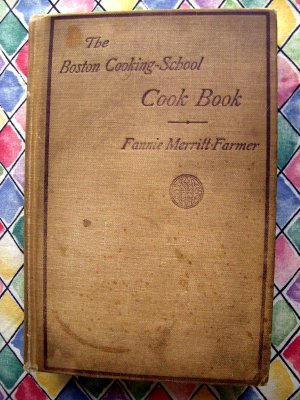 The
Boston Cooking-School
Cook Book
Fannie Merritt Farmer